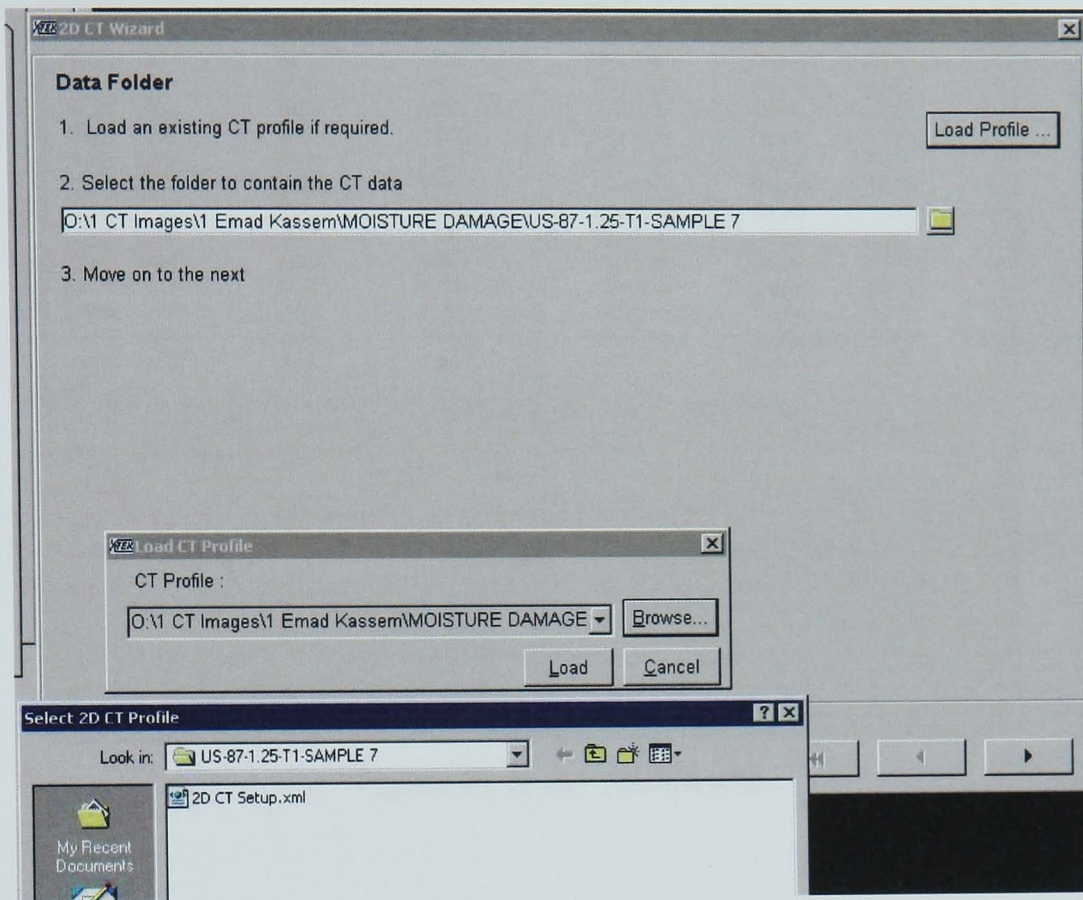 XTEK 2D CT Wizard
Data Folder
1. Load an existing CT profile if required.
Load Profile ...
2. Select the folder to contain the CT data
O:\1 CT Images\1 Emad Kassem\MOISTURE DAMAGE\US-87-1.25-T1-SAMPLE 7
3. Move on to the next
XTEK Load CT Profile
CT Profile :
O:\1 CT Images\1 Emad Kassem\MOISTURE DAMAGE
Browse...
Load
Cancel
Select 2D CT Profile
Look in:
US-87-1.25-T1-SAMPLE 7
2D CT Setup.xml
My Recent
Documents